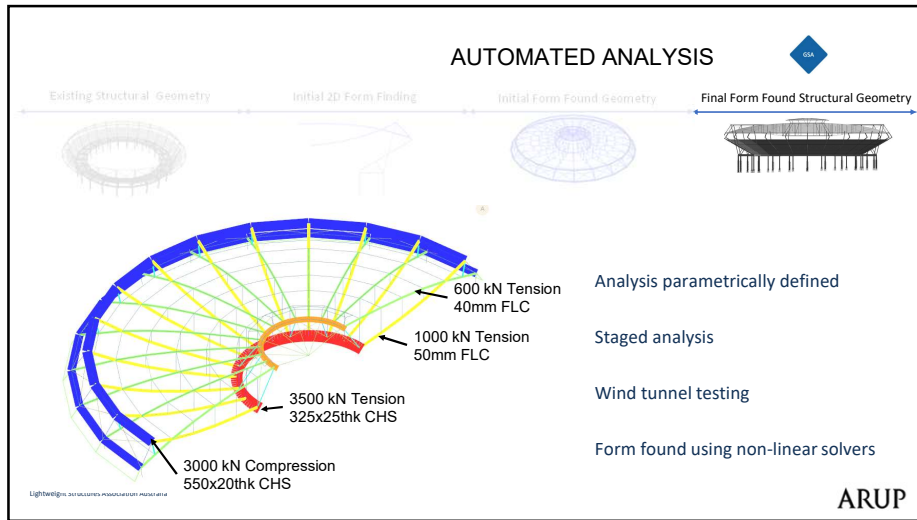 AUTOMATED ANALYSIS
GSA
Existing Structural Geometry
Initial 2D Form Finding
Initial Form Found Geometry
Final Form Found Structural Geometry
600 kN Tension
40mm FLC
1000 kN Tension
50mm FLC
3500 kN Tension
325x25thk CHS
3000 kN Compression
550x20thk CHS
Analysis parametrically defined
Staged analysis
Wind tunnel testing
Form found using non-linear solvers
Lightweight Structures Association Australia
ARUP